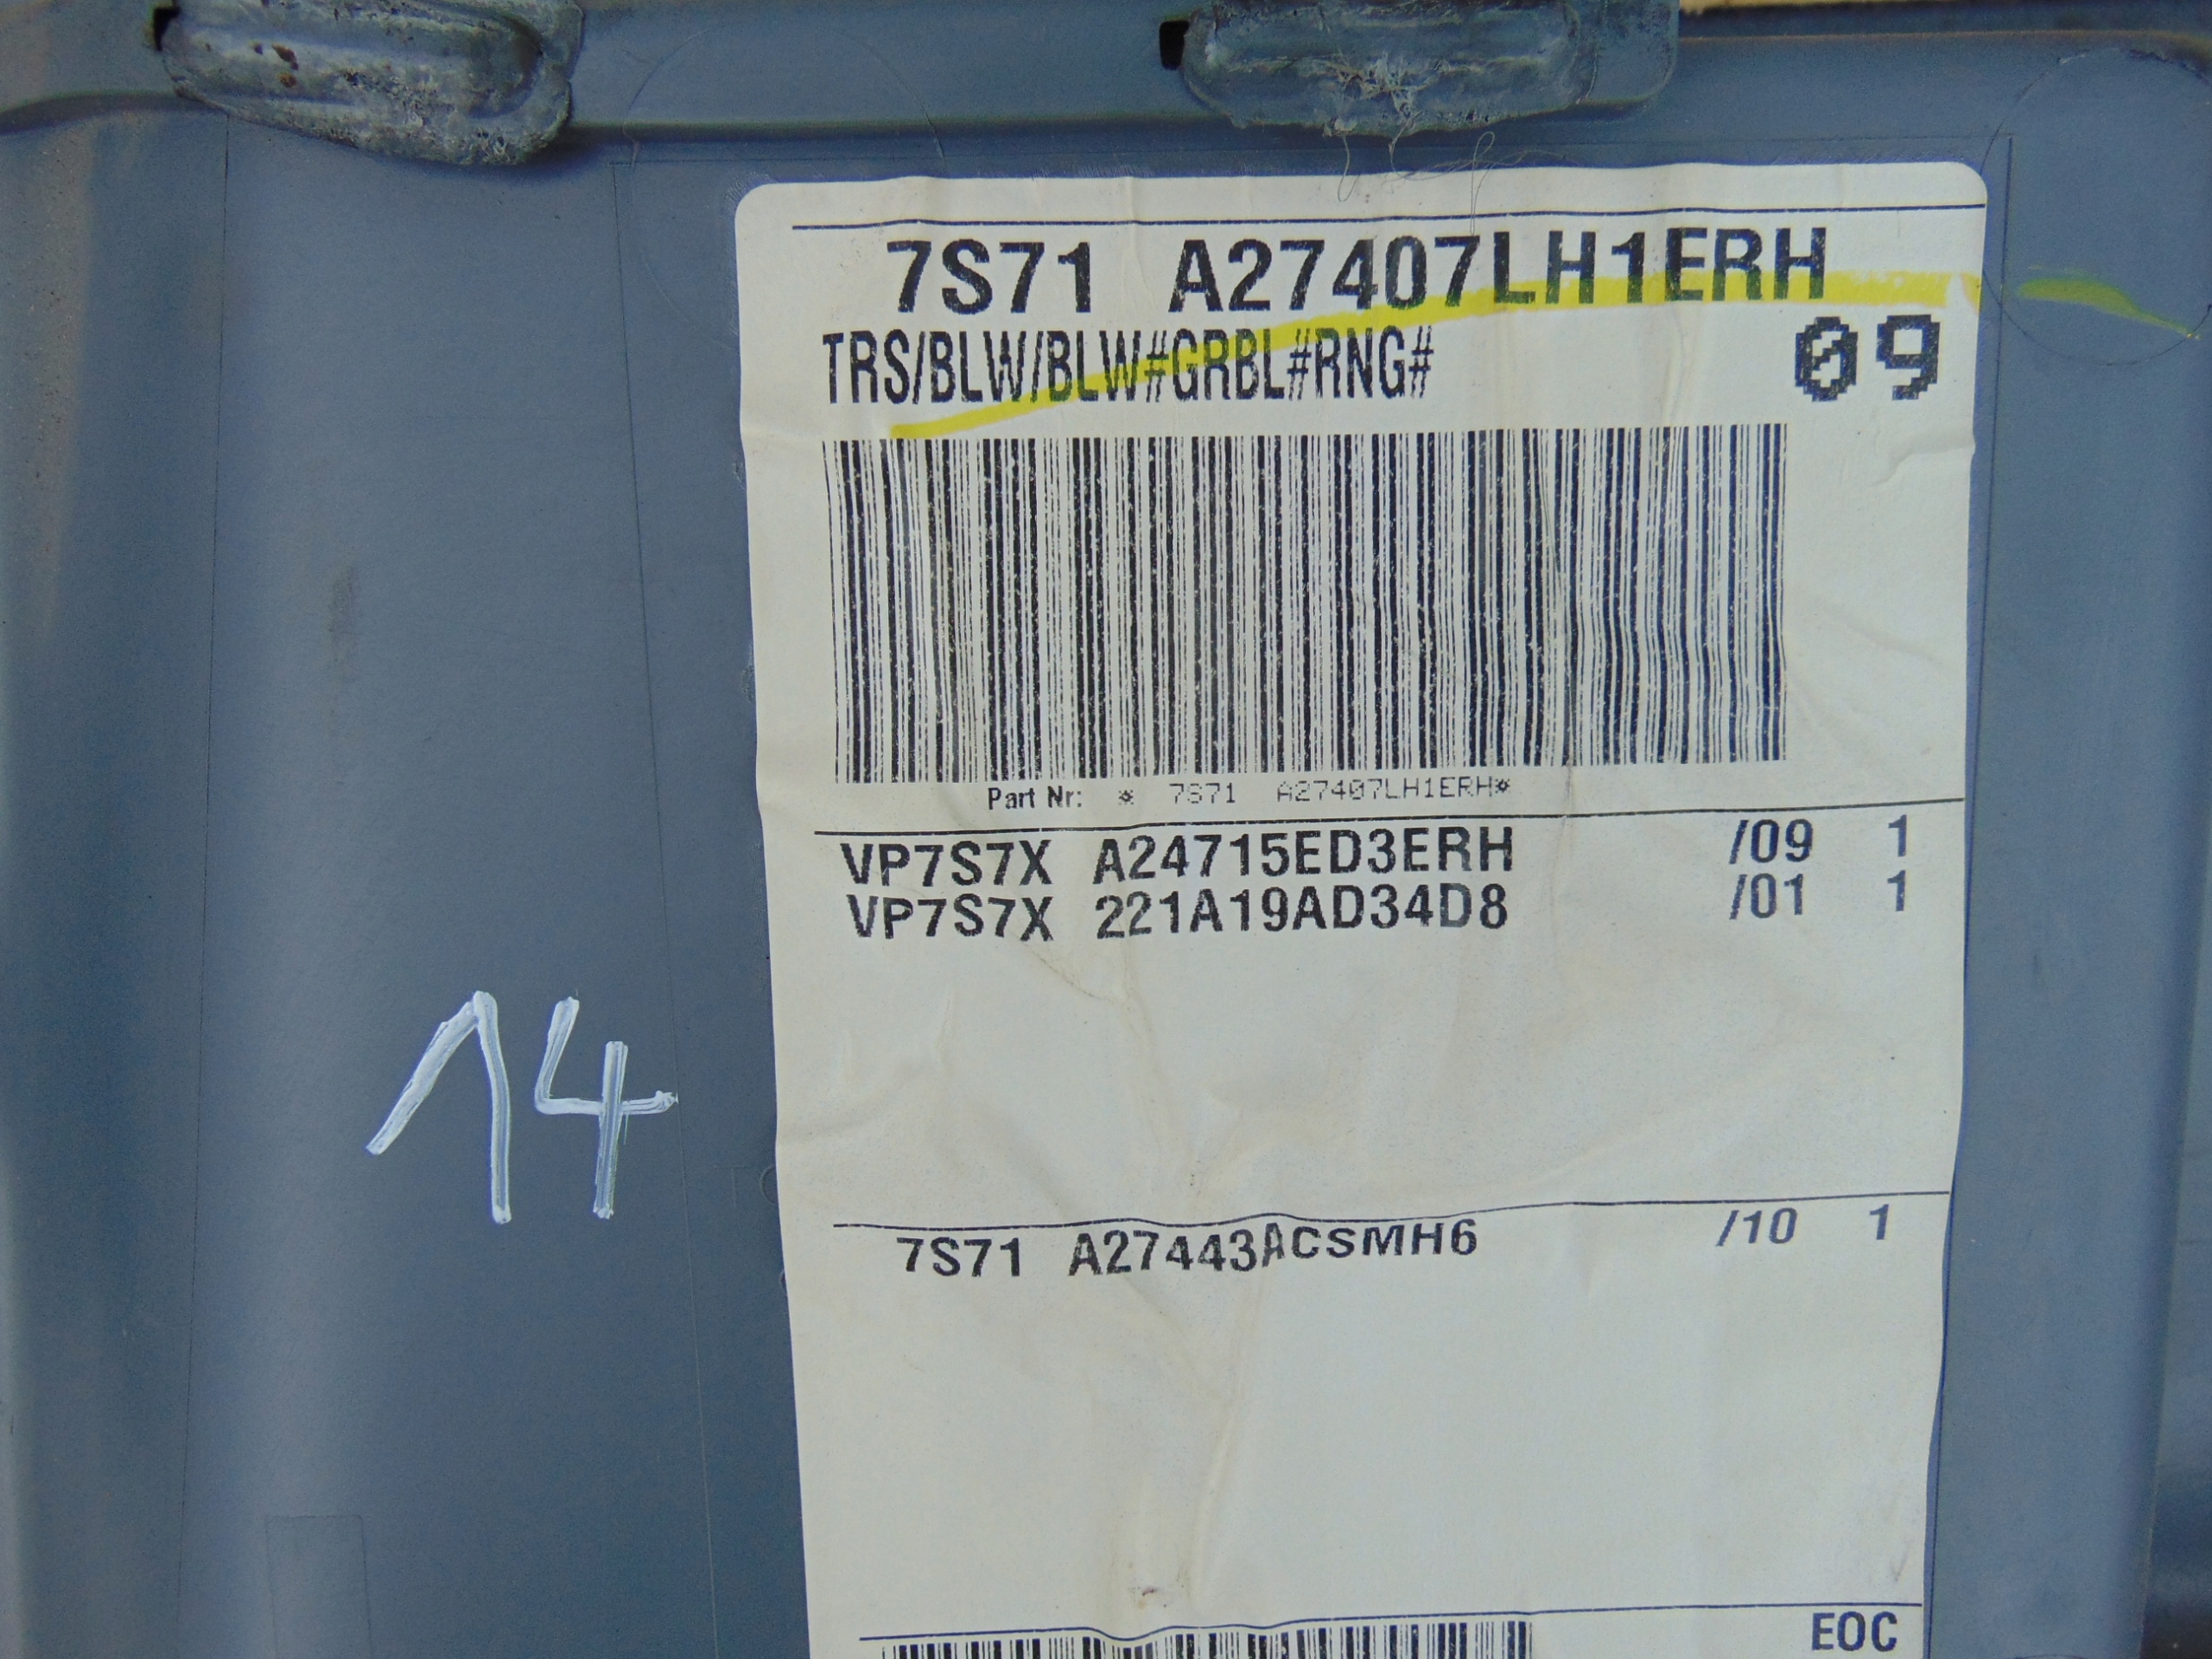 7S71 A27407LH1ERH
TRS/BLW/BLW#GRBL#RNG# 09
Part Nr: * 7S71 A27407LH1ERH*
VP7S7X A24715ED3ERH /09 1
VP7S7X 221A19AD34D8 /01 1
14
7S71 A27443ACSMH6 /10 1
EOC